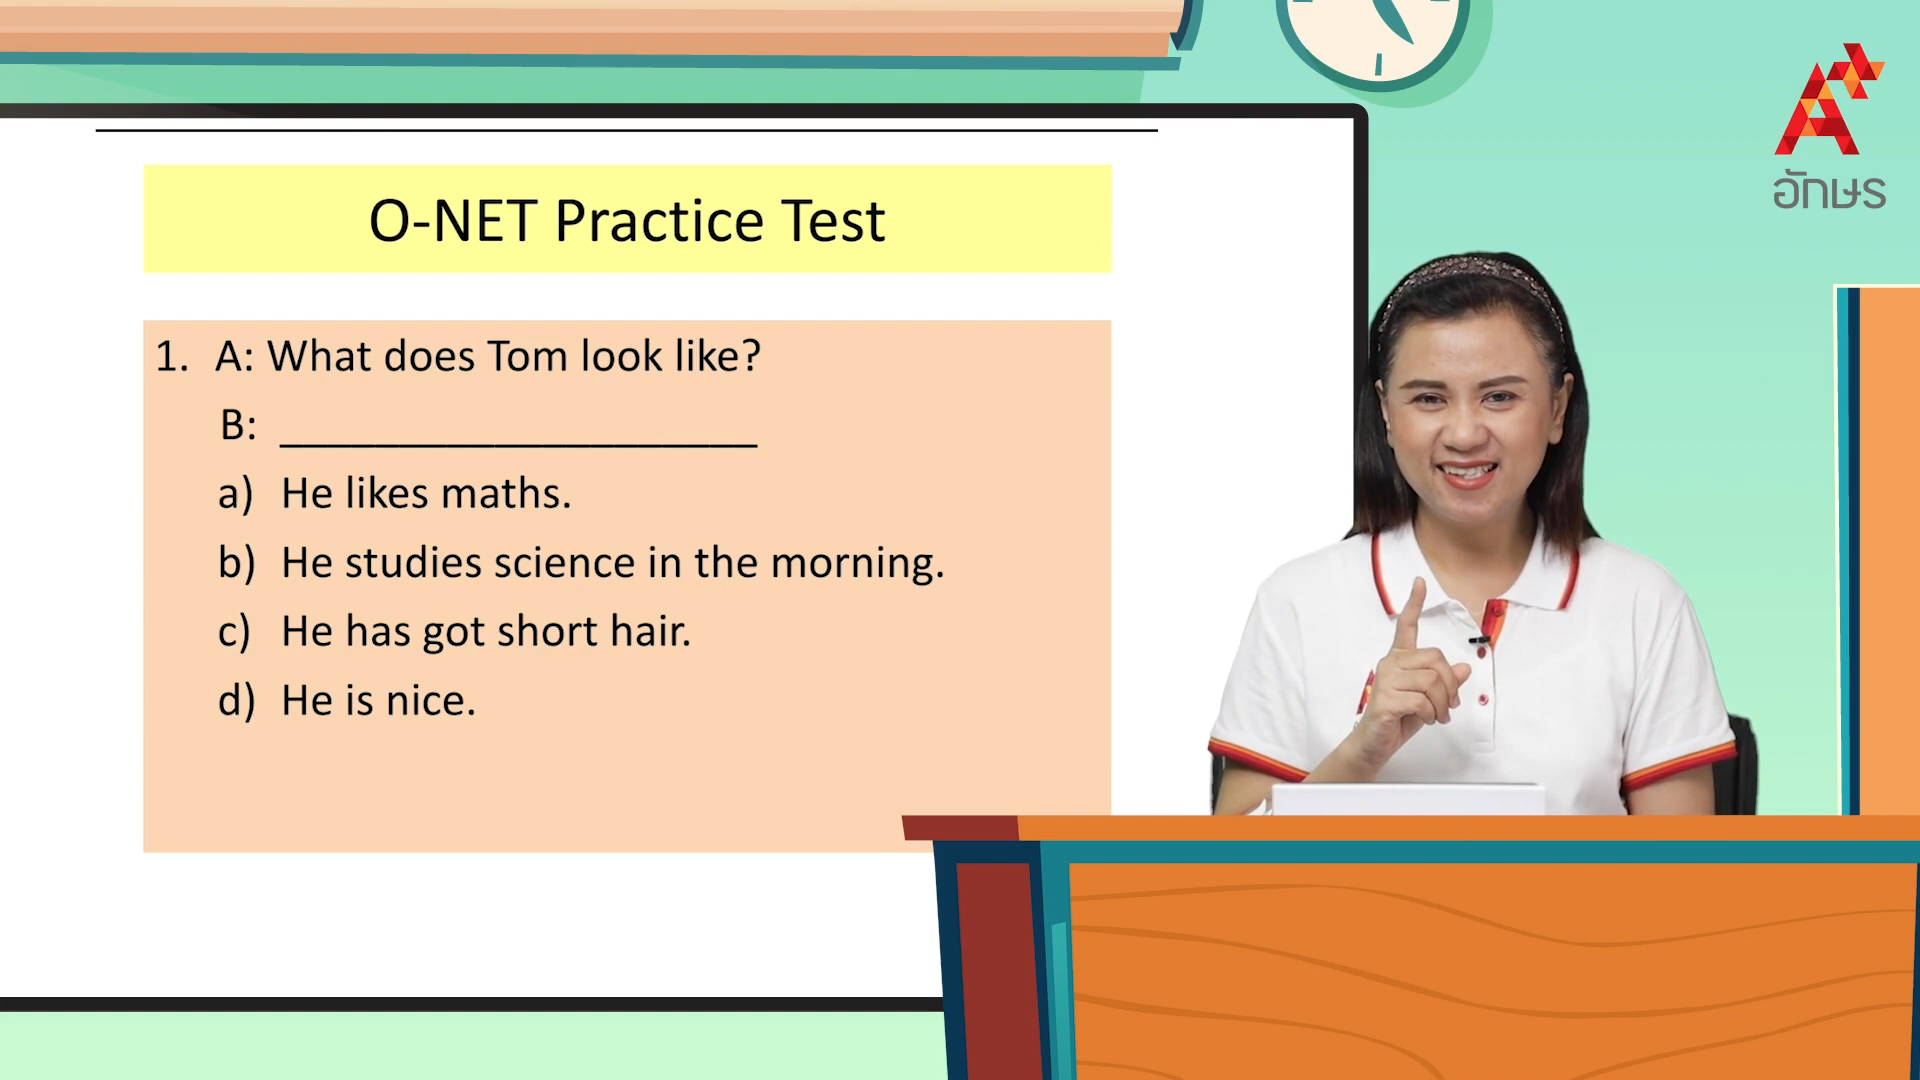 O-NET Practice Test
1. A: What does Tom look like?
B: ____________________
a) He likes maths.
b) He studies science in the morning.
c) He has got short hair.
d) He is nice.
อักษร